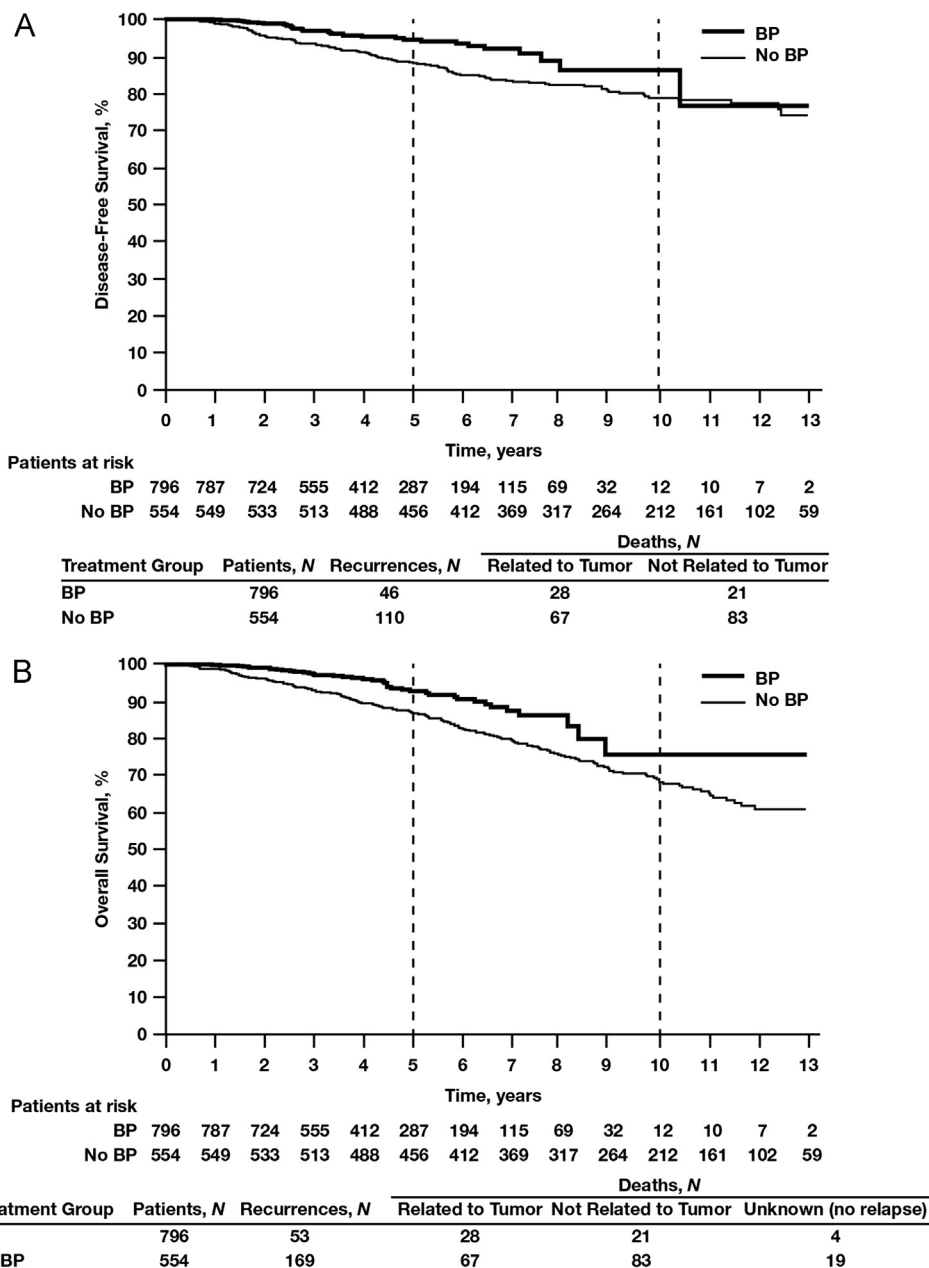 A
100
90
80
70
60
50
40
30
20
10
0
Disease-Free Survival, %
BP
No BP
0 1 2 3 4 5 6 7 8 9 10 11 12 13
Time, years
Patients at risk
BP 796 787 724 555 412 287 194 115 69 32 12 10 7 2
No BP 554 549 533 513 488 456 412 369 317 264 212 161 102 59
Deaths, N
Treatment Group Patients, N Recurrences, N Related to Tumor Not Related to Tumor
BP 796 46 28 21
No BP 554 110 67 83
B
100
90
80
70
60
50
40
30
20
10
0
Overall Survival, %
BP
No BP
0 1 2 3 4 5 6 7 8 9 10 11 12 13
Time, years
Patients at risk
BP 796 787 724 555 412 287 194 115 69 32 12 10 7 2
No BP 554 549 533 513 488 456 412 369 317 264 212 161 102 59
Deaths, N
atment Group Patients, N Recurrences, N Related to Tumor Not Related to Tumor Unknown (no relapse)
796 53 28 21 4
BP 554 169 67 83 19